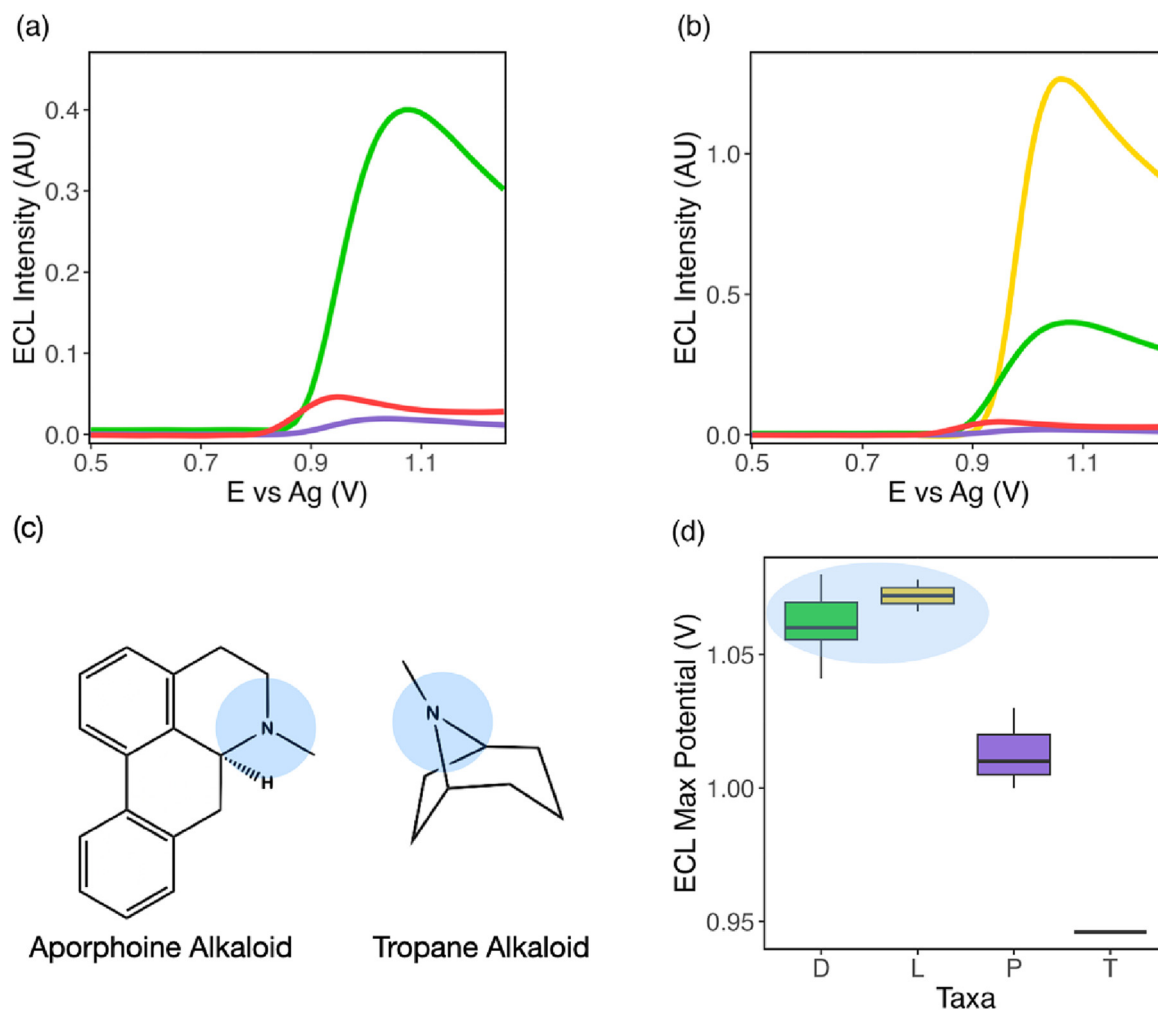 (a)
ECL Intensity (AU)
0.4
0.3
0.2
0.1
0.0
0.5 0.7 0.9 1.1
E vs Ag (V)
(b)
ECL Intensity (AU)
1.0
0.5
0.0
0.5 0.7 0.9 1.1
E vs Ag (V)
(c)
N
H
Aporphoine Alkaloid
N
Tropane Alkaloid
(d)
ECL Max Potential (V)
1.05
1.00
0.95
D L P T
Taxa